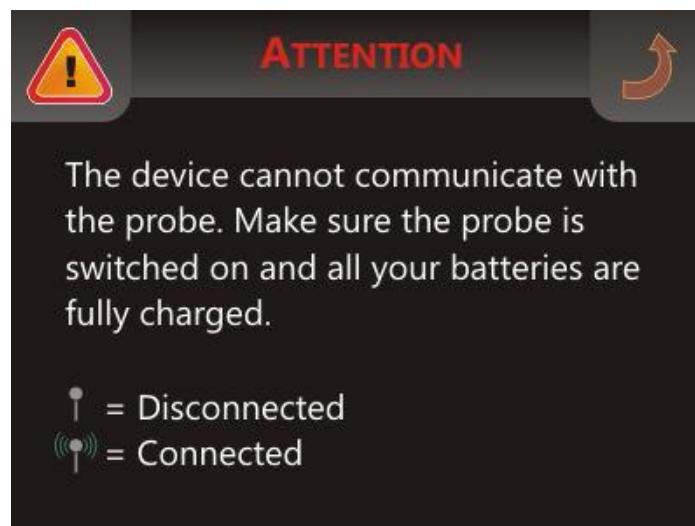 ATTENTION
The device cannot communicate with
the probe. Make sure the probe is
switched on and all your batteries are
fully charged.
= Disconnected
= Connected